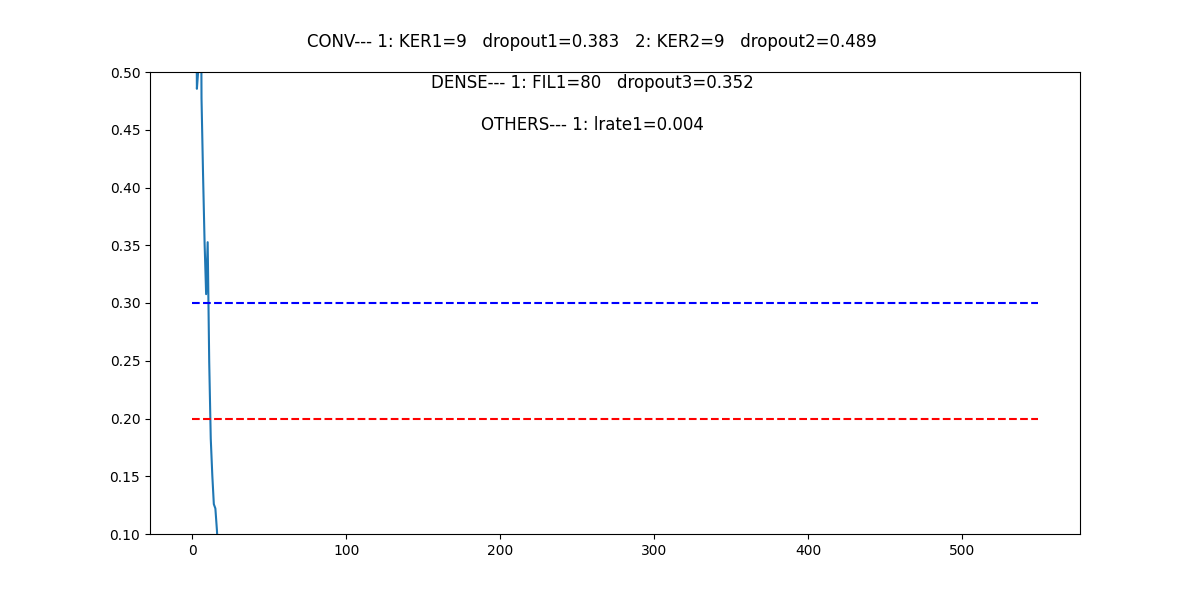 CONV--- 1: KER1=9   dropout1=0.383   2: KER2=9   dropout2=0.489
DENSE--- 1: FIL1=80   dropout3=0.352
OTHERS--- 1: lrate1=0.004
0.50
0.45
0.40
0.35
0.30
0.25
0.20
0.15
0.10
0 100 200 300 400 500